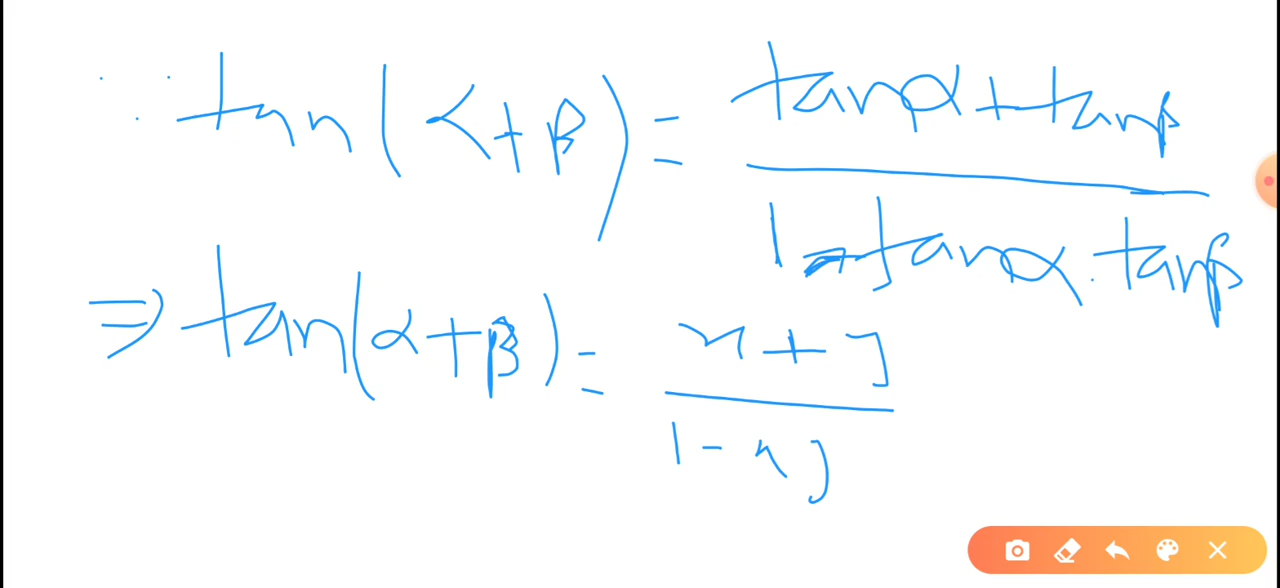 ∵ tan(α+β) = (tanα+tanβ)/(1-tanα.tanβ)
⇒ tan(α+β) = (x+y)/(1-xy)